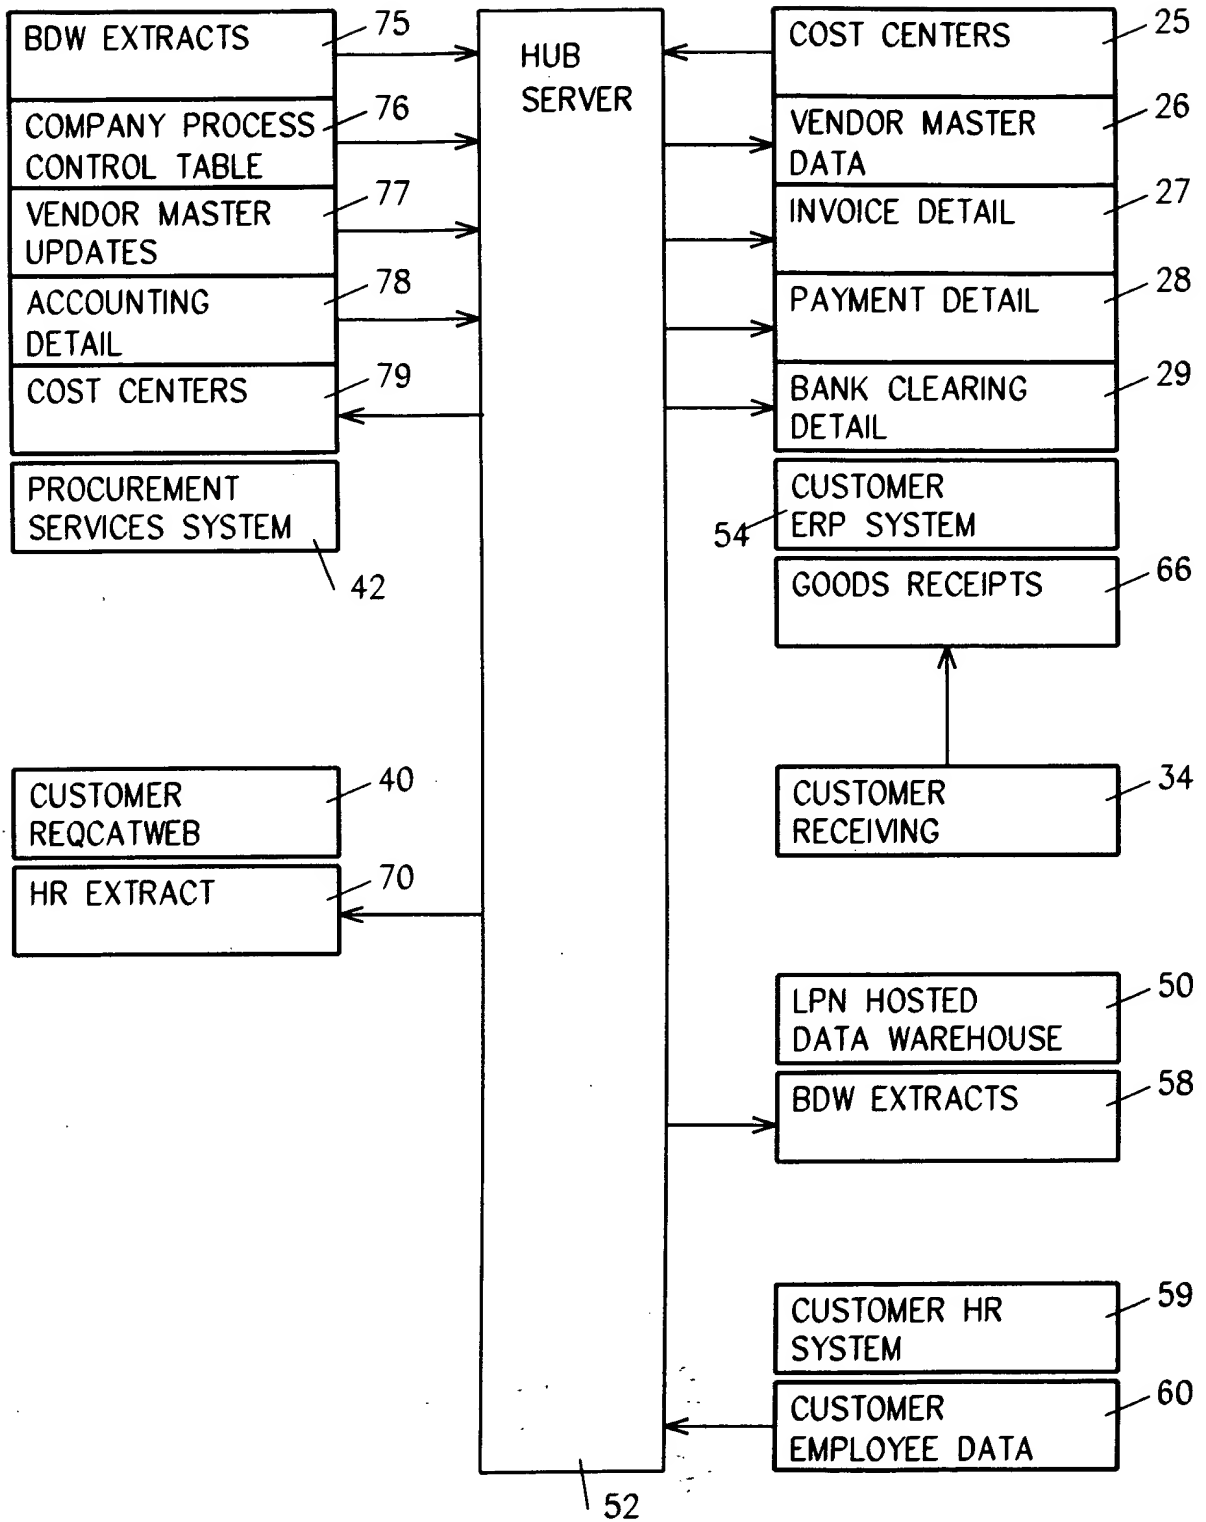 BDW EXTRACTS
75
COMPANY PROCESS
CONTROL TABLE
76
VENDOR MASTER
UPDATES
77
ACCOUNTING
DETAIL
78
COST CENTERS
79
PROCUREMENT
SERVICES SYSTEM
42
CUSTOMER
REQCATWEB
40
HR EXTRACT
70
HUB
SERVER
52
COST CENTERS
25
VENDOR MASTER
DATA
26
INVOICE DETAIL
27
PAYMENT DETAIL
28
BANK CLEARING
DETAIL
29
CUSTOMER
ERP SYSTEM
54
GOODS RECEIPTS
66
CUSTOMER
RECEIVING
34
LPN HOSTED
DATA WAREHOUSE
50
BDW EXTRACTS
58
CUSTOMER HR
SYSTEM
59
CUSTOMER
EMPLOYEE DATA
60